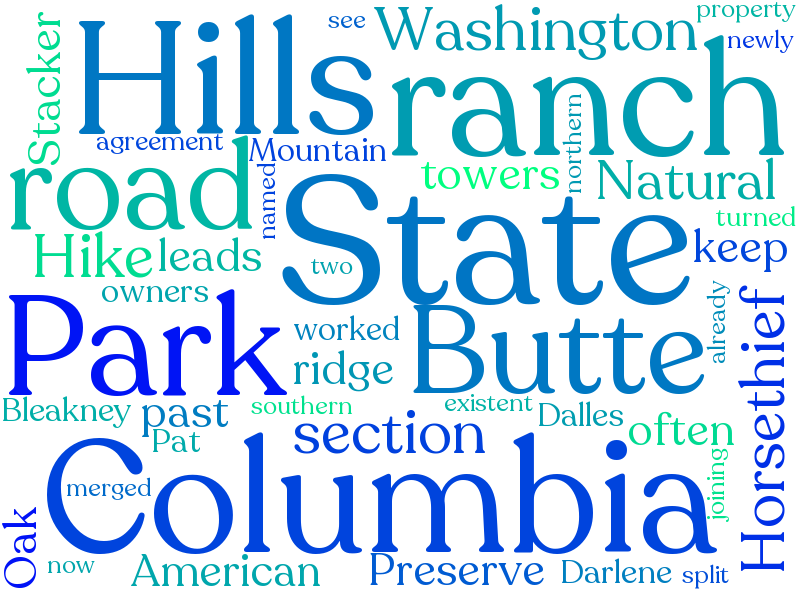 see
Washington
property
newly
Hills
Stacker
ranch
agreement
Mountain
northern
road
named
towers
Natural
State
turned
Hike
leads
keep
two
owners
already
Park
Butte
Horsethief
worked
ridge
Bleakney
past
southern
existent
Dalles
Pat
section
often
Columbia
joining
merged
Oak
now
American
Preserve
Darlene
split